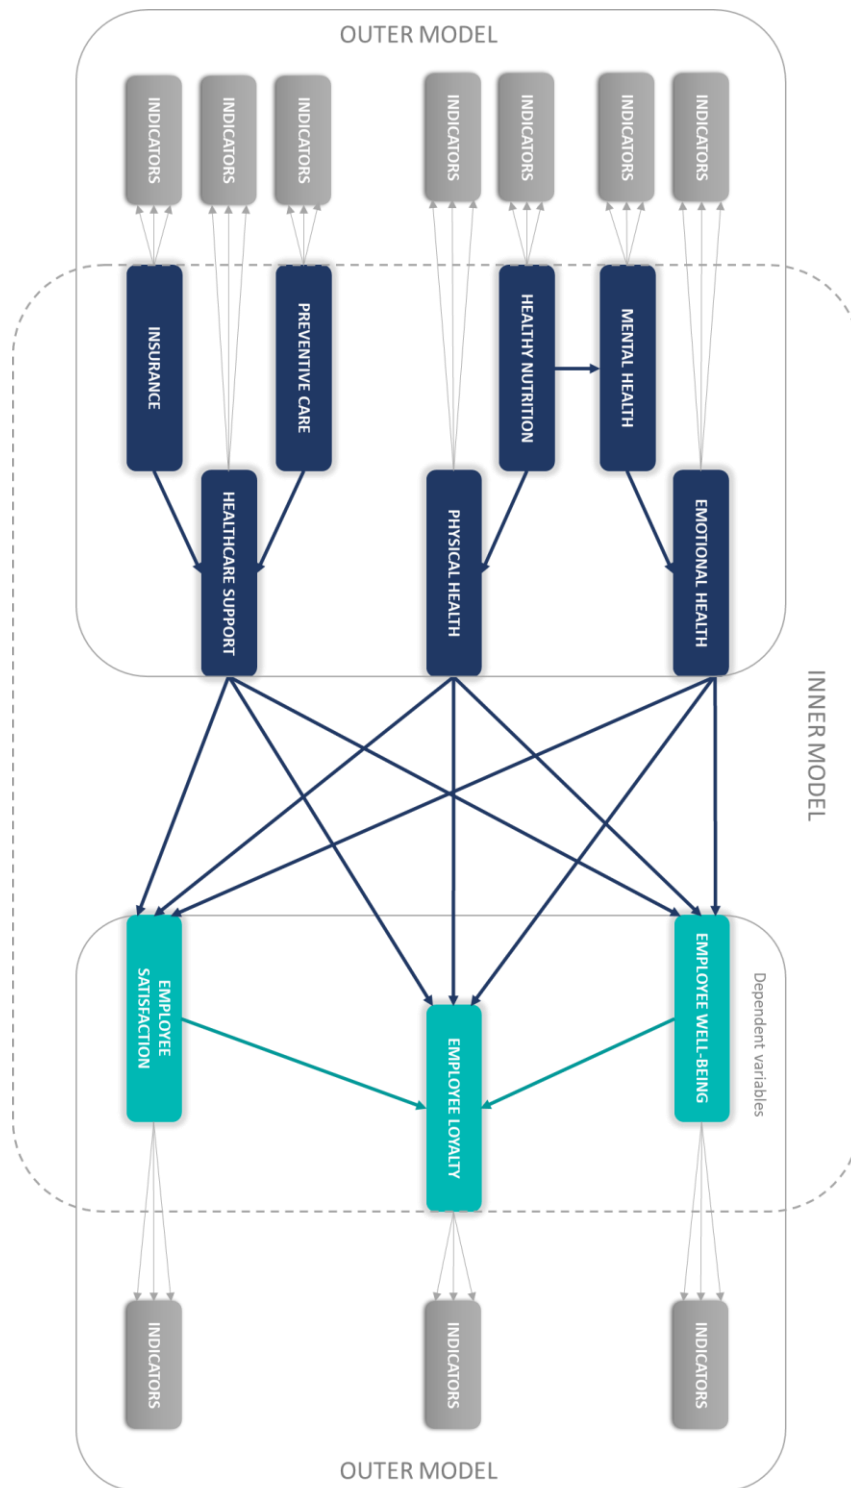 OUTER MODEL
INDICATORS
INDICATORS
INDICATORS
INDICATORS
INDICATORS
INDICATORS
INDICATORS
INSURANCE
PREVENTIVE CARE
HEALTHY NUTRITION
MENTAL HEALTH
HEALTHCARE SUPPORT
PHYSICAL HEALTH
EMOTIONAL HEALTH
INNER MODEL
EMPLOYEE
SATISFACTION
EMPLOYEE LOYALTY
EMPLOYEE WELL-BEING
Dependent variables
INDICATORS
INDICATORS
INDICATORS
OUTER MODEL